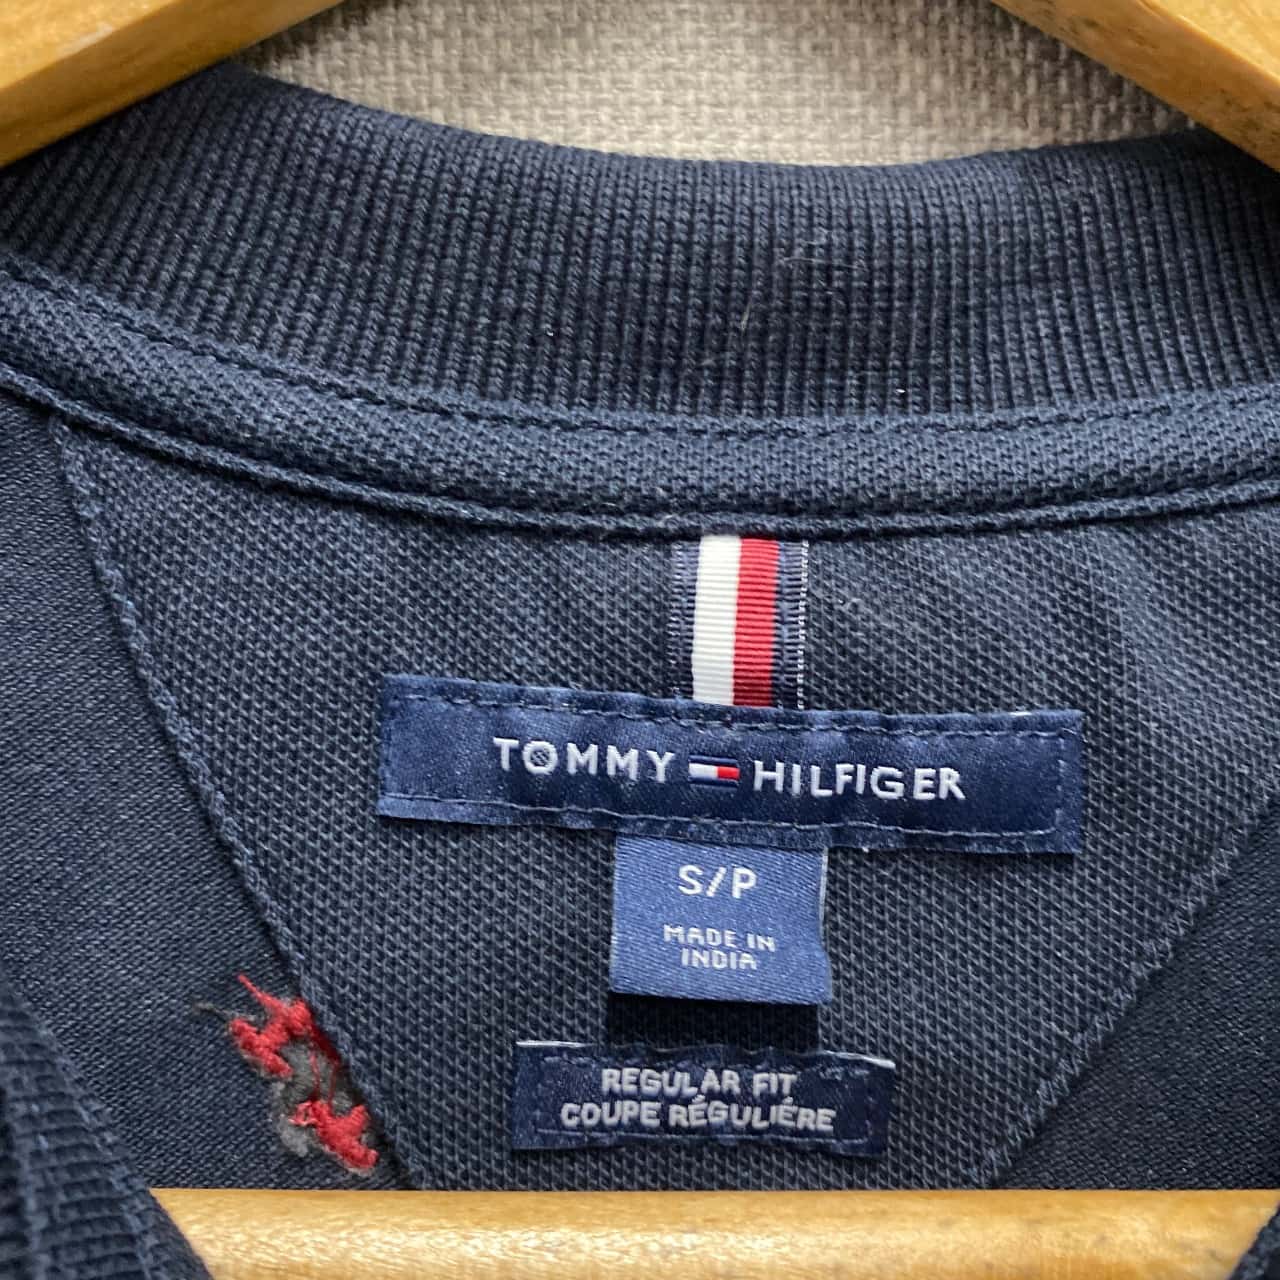 TOMMY HILFIGER
S/P
MADE IN
INDIA
REGULAR FIT
COUPE RÉGULIÉRE